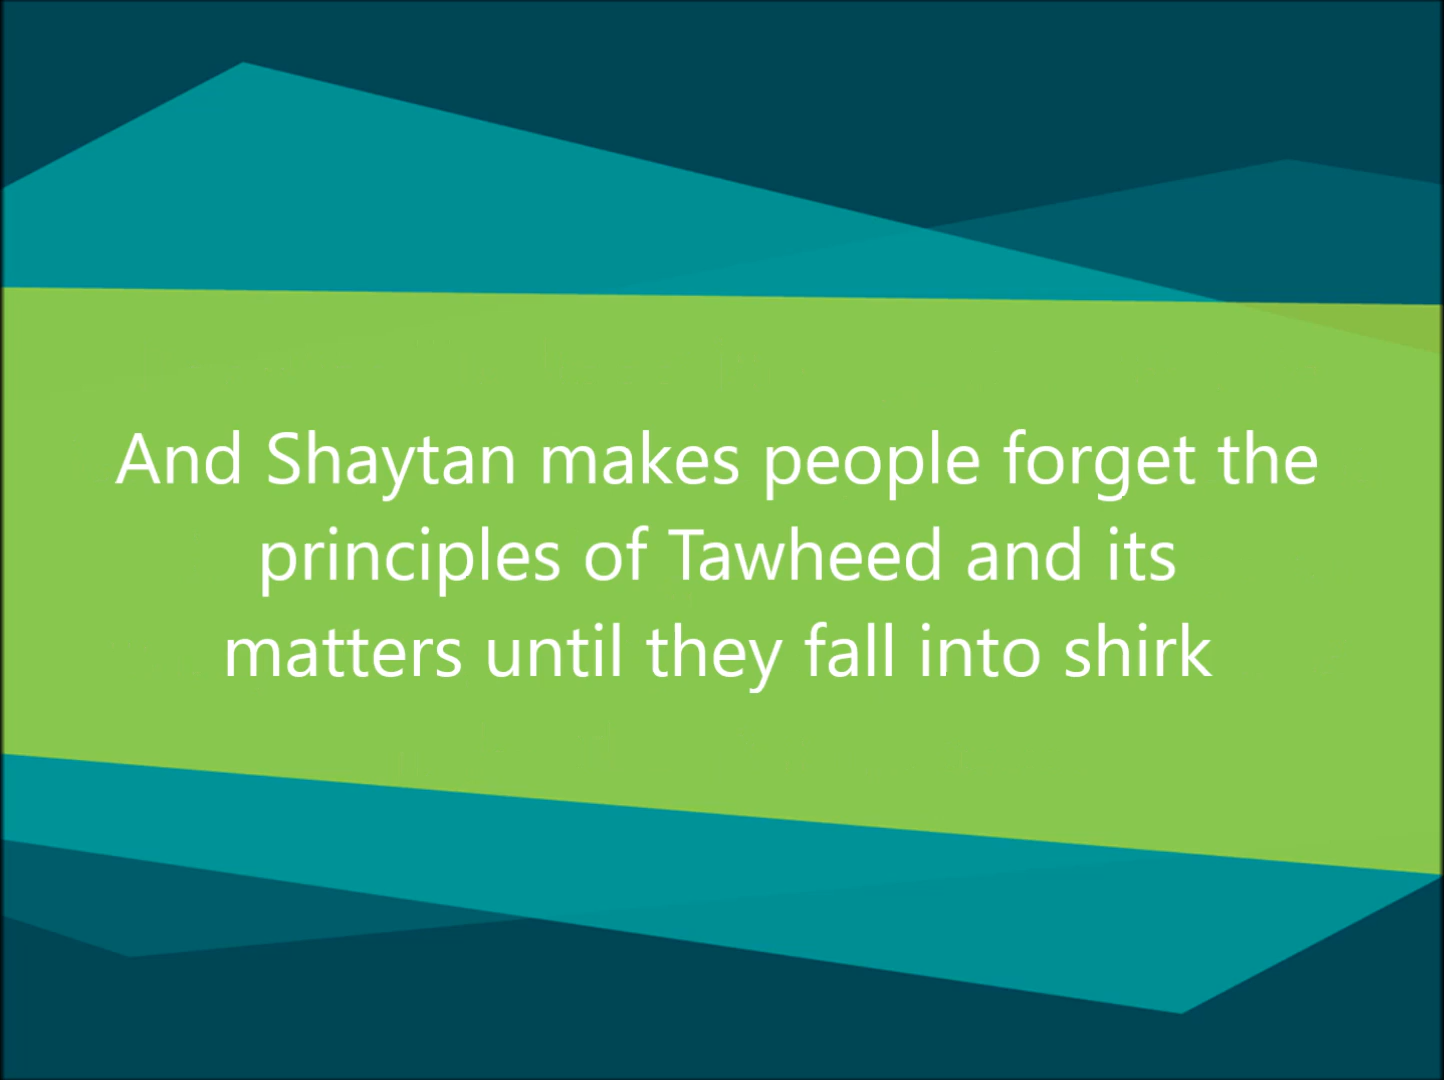 And Shaytan makes people forget the
principles of Tawheed and its
matters until they fall into shirk